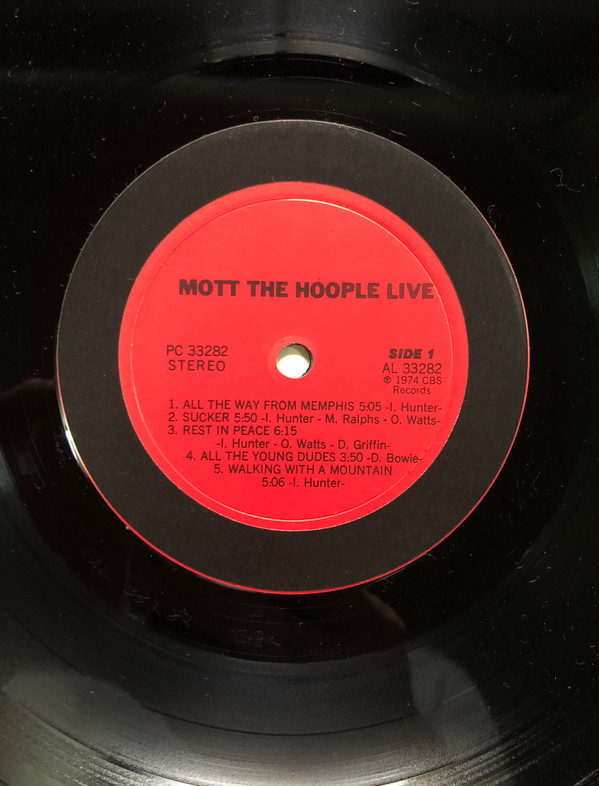 MOTT THE HOOPLE LIVE
PC 33282
STEREO
SIDE 1
AL 33282
℗ 1974 CBS
Records
1. ALL THE WAY FROM MEMPHIS 5:05 -I. Hunter-
2. SUCKER 5:50 -I. Hunter - M. Ralphs - O. Watts-
3. REST IN PEACE 6:15
-I. Hunter - O. Watts - D. Griffin-
4. ALL THE YOUNG DUDES 3:50 -D. Bowie-
5. WALKING WITH A MOUNTAIN
5:06 -I. Hunter-